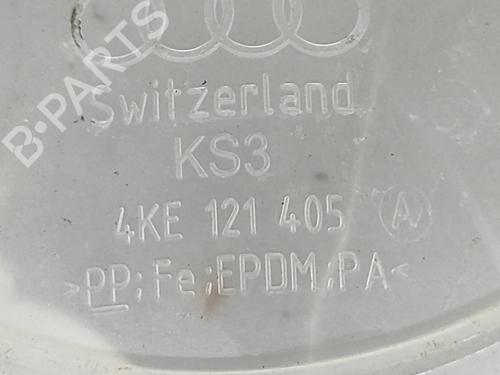 B-PARTS
Switzerland
KS3
4KE 121 405 A
>PP;Fe;EPDM;PA<